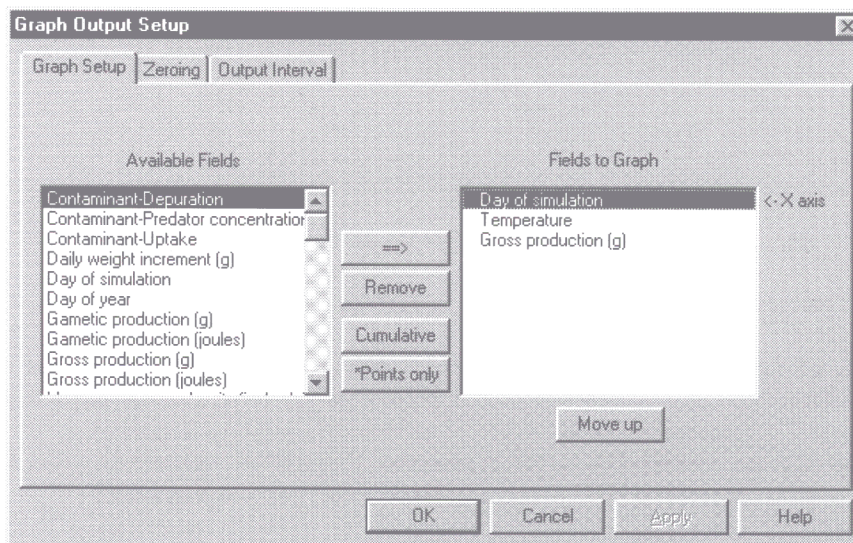 Graph Output Setup
Graph Setup
Zeroing
Output Interval
Available Fields
Contaminant-Depuration
Contaminant-Predator concentration
Contaminant-Uptake
Daily weight increment (g)
Day of simulation
Day of year
Gametic production (g)
Gametic production (joules)
Gross production (g)
Gross production (joules)
==>
Remove
Cumulative
*Points only
Fields to Graph
Day of simulation
Temperature
Gross production (g)
<-X axis
Move up
OK
Cancel
Apply
Help